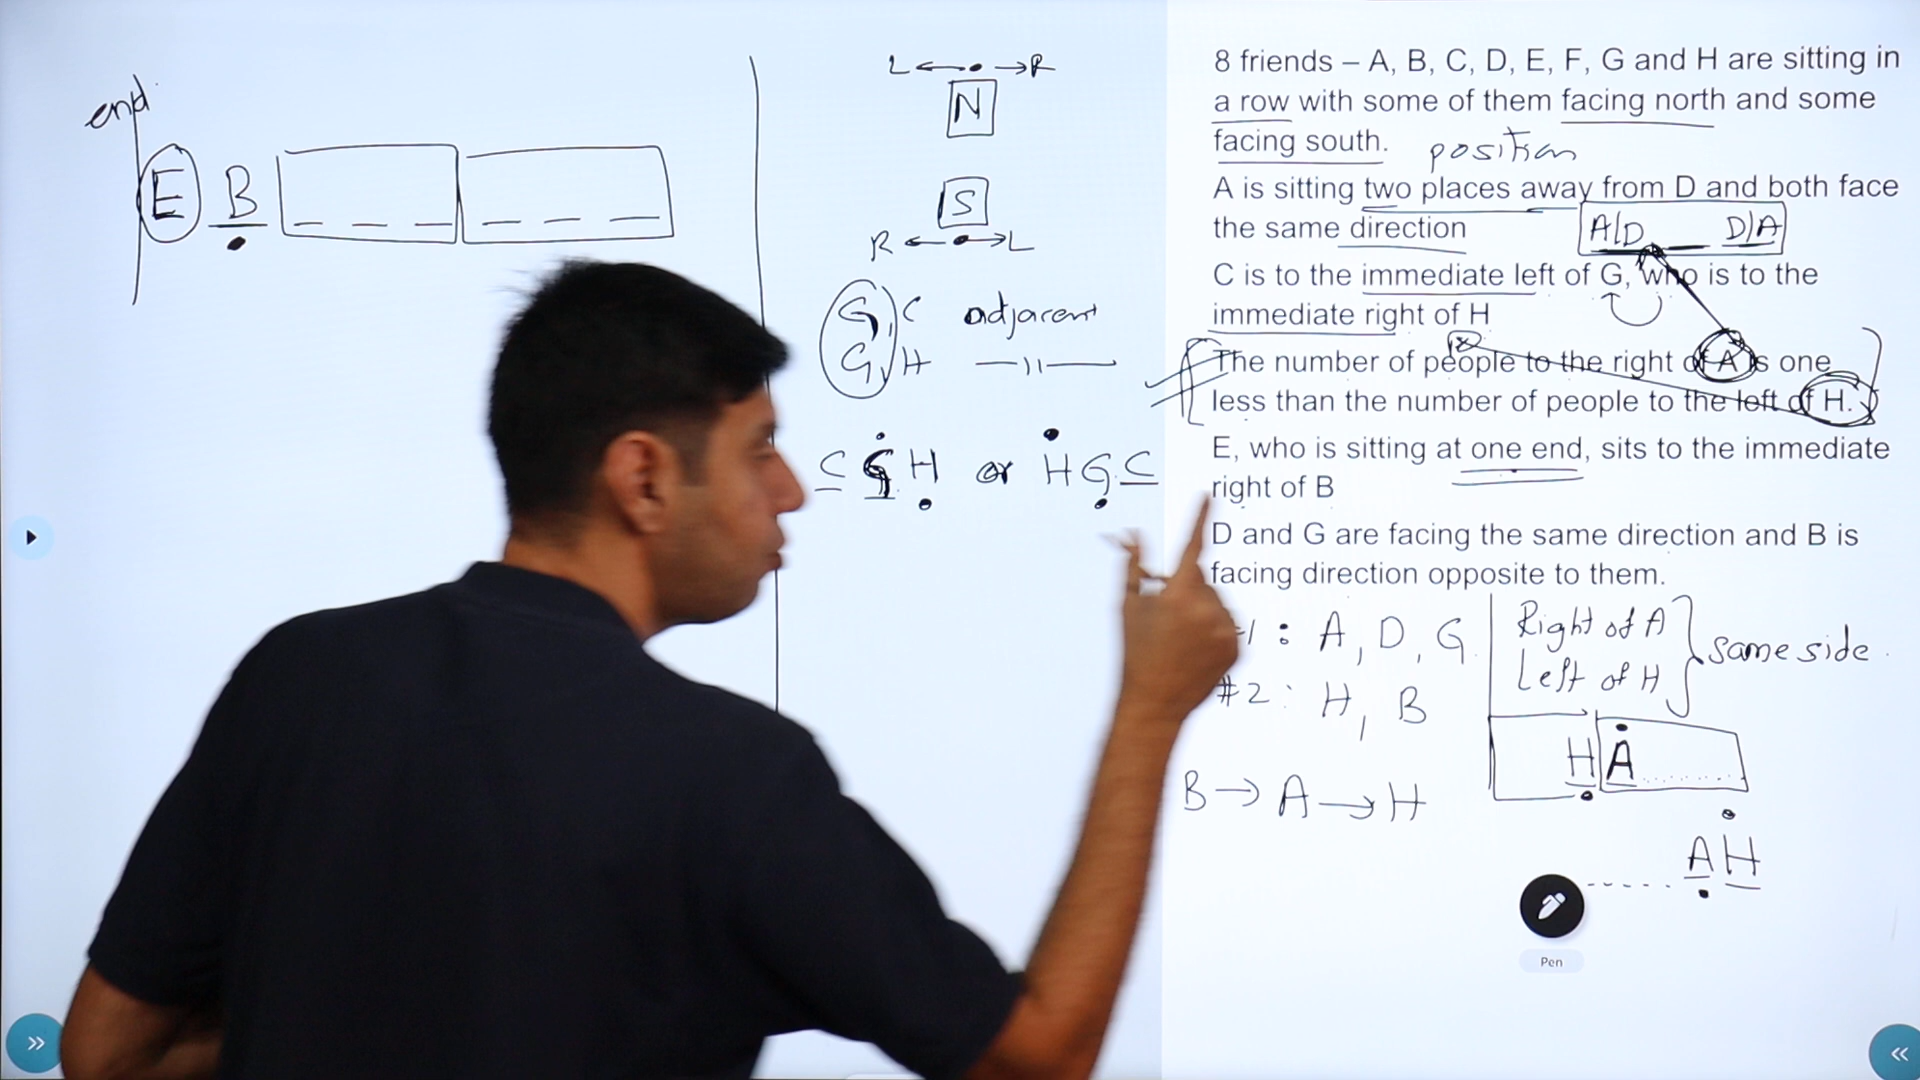 end
E B _ _ _ _ _ _
L ← • → R
N
S
R ← • → L
G, C adjacent
G, H —〃—
C G H or H G C
8 friends – A, B, C, D, E, F, G and H are sitting in
a row with some of them facing north and some
facing south.
position
A is sitting two places away from D and both face
the same direction
A/D _ D/A
C is to the immediate left of G, who is to the
immediate right of H
The number of people to the right of A is one
less than the number of people to the left of H.
E, who is sitting at one end, sits to the immediate
right of B
D and G are facing the same direction and B is
facing direction opposite to them.
1 : A, D, G
#2 : H, B
Right of A
Left of H
same side
B → A → H
H A
A H
Pen